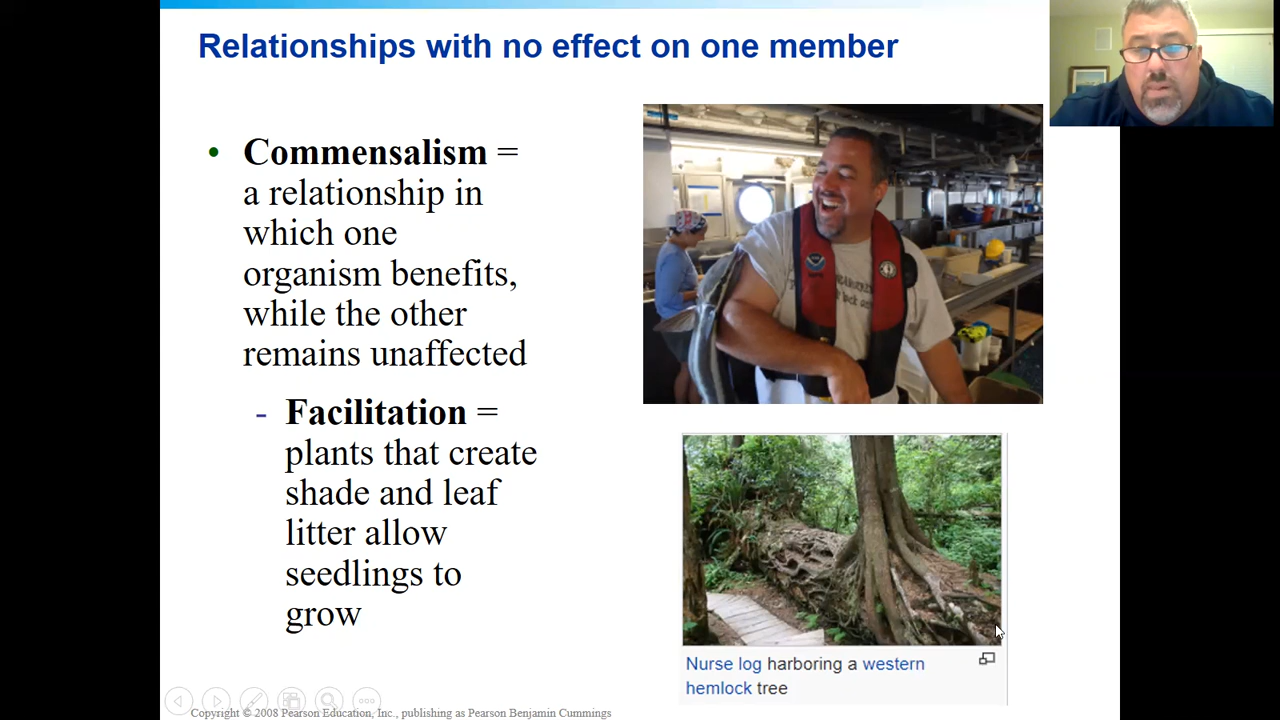 Relationships with no effect on one member
• Commensalism =
a relationship in
which one
organism benefits,
while the other
remains unaffected
- Facilitation =
plants that create
shade and leaf
litter allow
seedlings to
grow
Nurse log harboring a western
hemlock tree
Copyright © 2008 Pearson Education, Inc., publishing as Pearson Benjamin Cummings